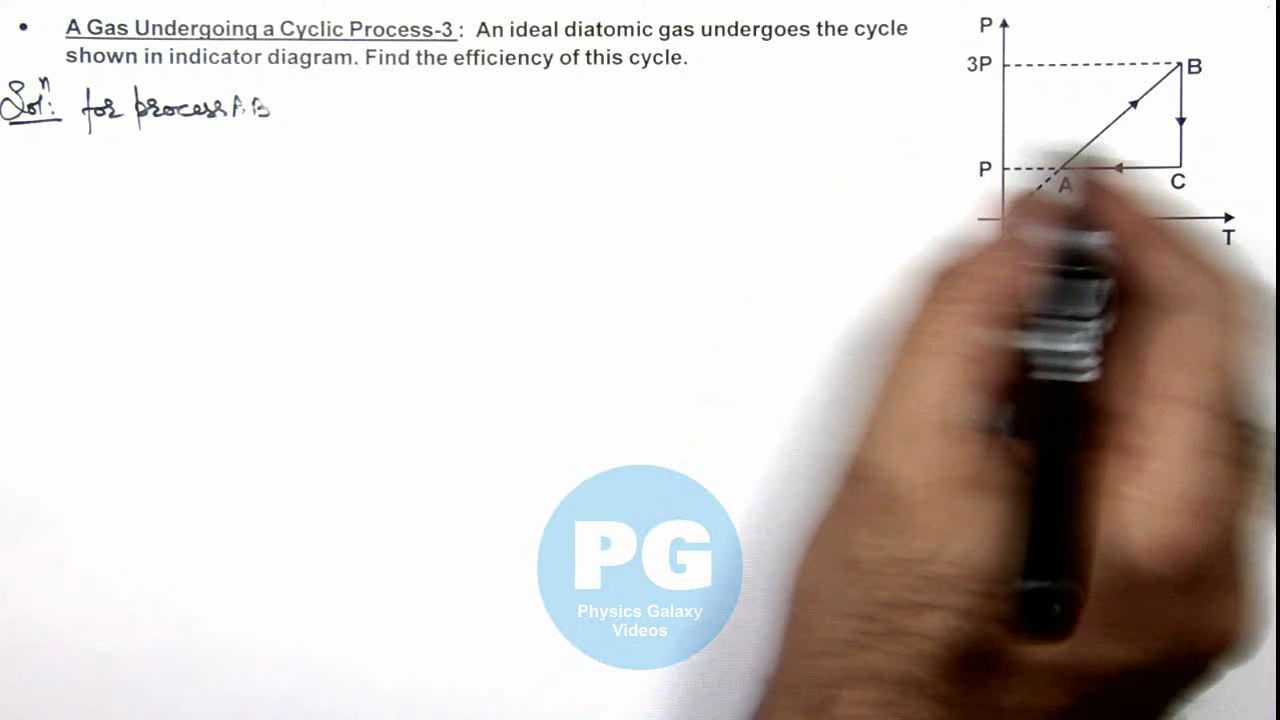 • A Gas Undergoing a Cyclic Process-3 : An ideal diatomic gas undergoes the cycle
shown in indicator diagram. Find the efficiency of this cycle.
Solⁿ: for process AB
P
3P
B
P
A
C
T
PG
Physics Galaxy
Videos